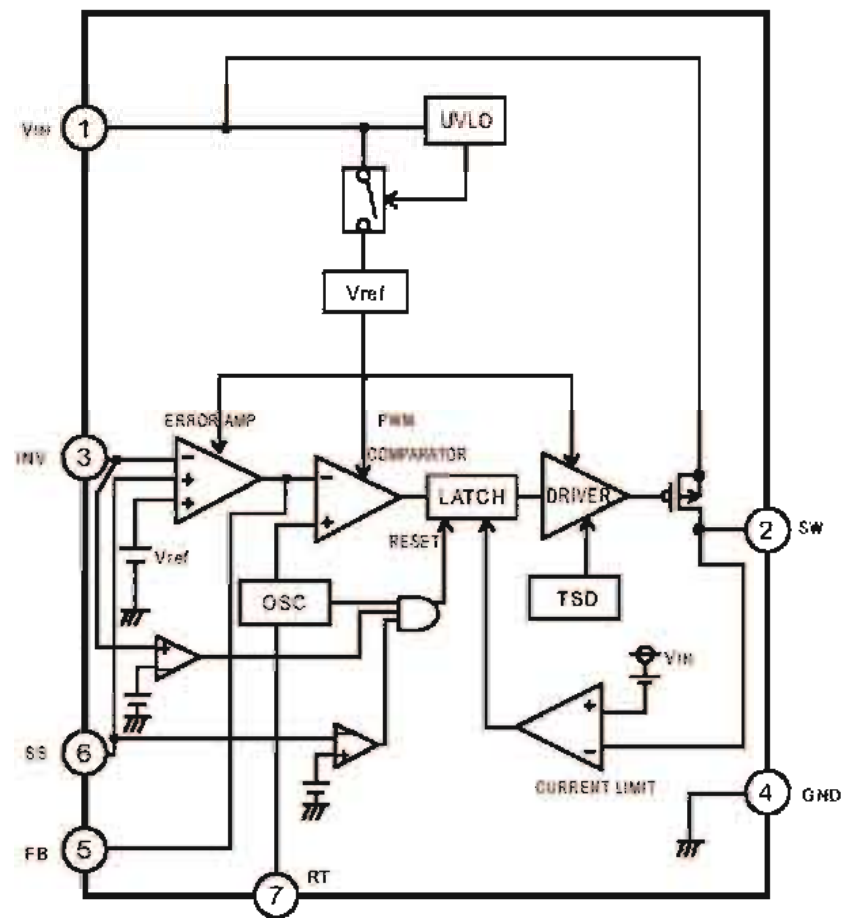 UVLO
VIN 1
Vref
ERROR AMP
PWM
COMPARATOR
INV 3
-
+
+
-
+
LATCH
DRIVER
2 SW
Vref
RESET
OSC
TSD
+
-
VIN
+
-
SS 6
-
+
CURRENT LIMIT
4 GND
FB 5
7 RT